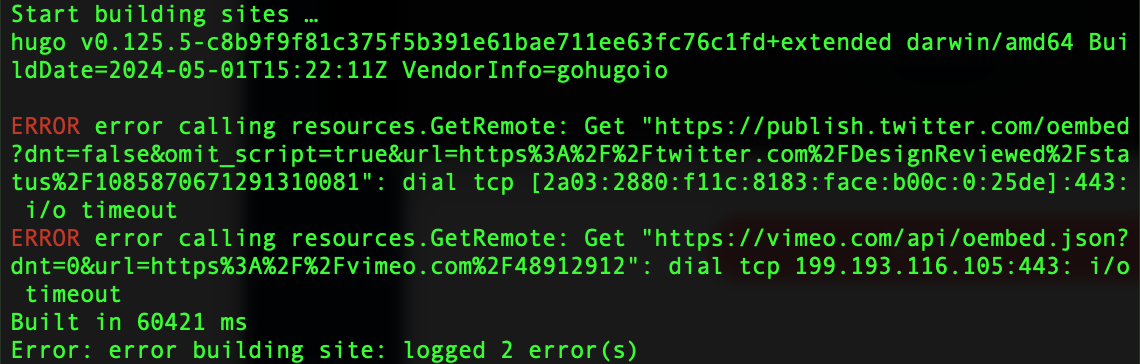 Start building sites …
hugo v0.125.5-c8b9f9f81c375f5b391e61bae711ee63fc76c1fd+extended darwin/amd64 Bui
ldDate=2024-05-01T15:22:11Z VendorInfo=gohugoio
ERROR error calling resources.GetRemote: Get "https://publish.twitter.com/oembed
?dnt=false&omit_script=true&url=https%3A%2F%2Ftwitter.com%2FDesignReviewed%2Fsta
tus%2F1085870671291310081": dial tcp [2a03:2880:f11c:8183:face:b00c:0:25de]:443:
 i/o timeout
ERROR error calling resources.GetRemote: Get "https://vimeo.com/api/oembed.json?
dnt=0&url=https%3A%2F%2Fvimeo.com%2F48912912": dial tcp 199.193.116.105:443: i/o
 timeout
Built in 60421 ms
Error: error building site: logged 2 error(s)